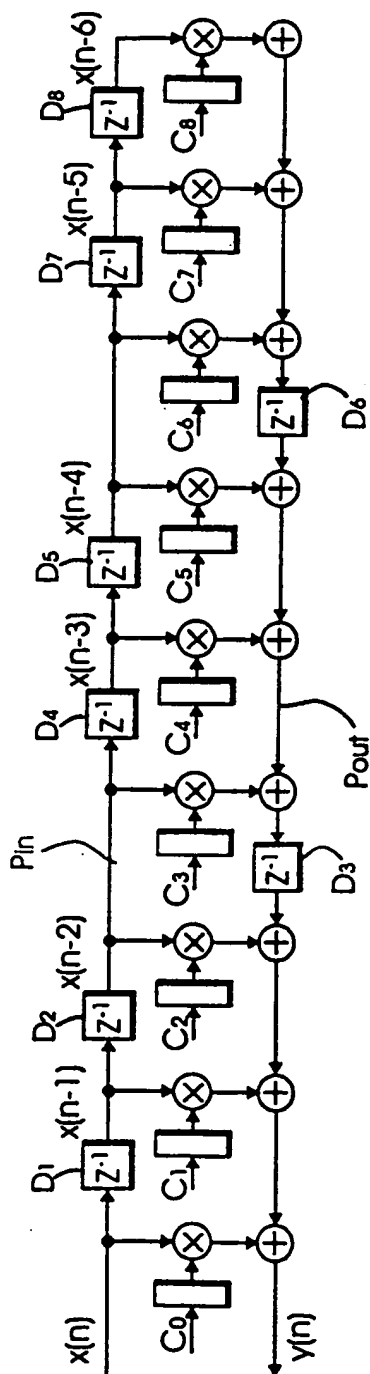 x(n) D1 x(n-1) D2 x(n-2) Pin D4 x(n-3) D5 x(n-4) D7 x(n-5) D8 x(n-6)
Z-1 Z-1 Z-1 Z-1 Z-1 Z-1
C0 C1 C2 C3 C4 C5 C6 C7 C8
y(n) Z-1 Z-1
D3 Pout D6